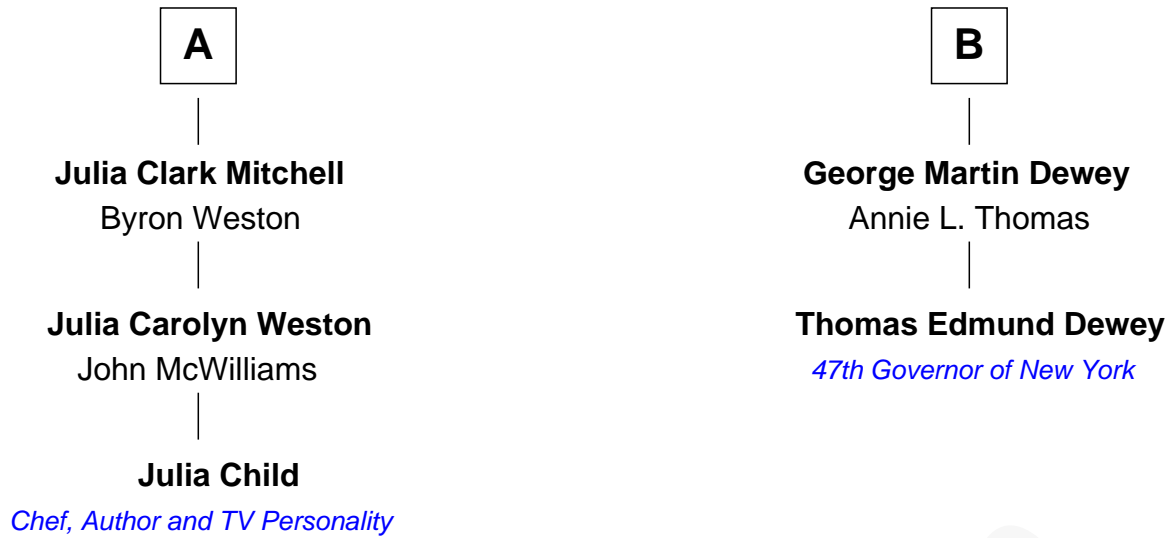 A
Julia Clark Mitchell
Byron Weston
Julia Carolyn Weston
John McWilliams
Julia Child
Chef, Author and TV Personality
B
George Martin Dewey
Annie L. Thomas
Thomas Edmund Dewey
47th Governor of New York